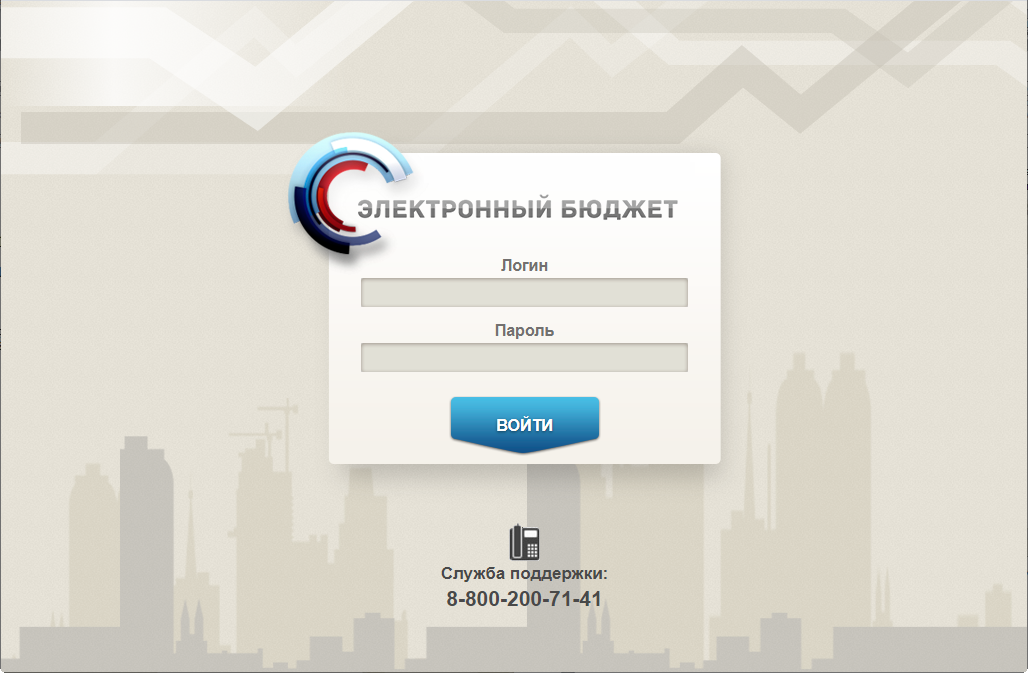 ЭЛЕКТРОННЫЙ БЮДЖЕТ
Логин
Пароль
ВОЙТИ
Служба поддержки:
8-800-200-71-41